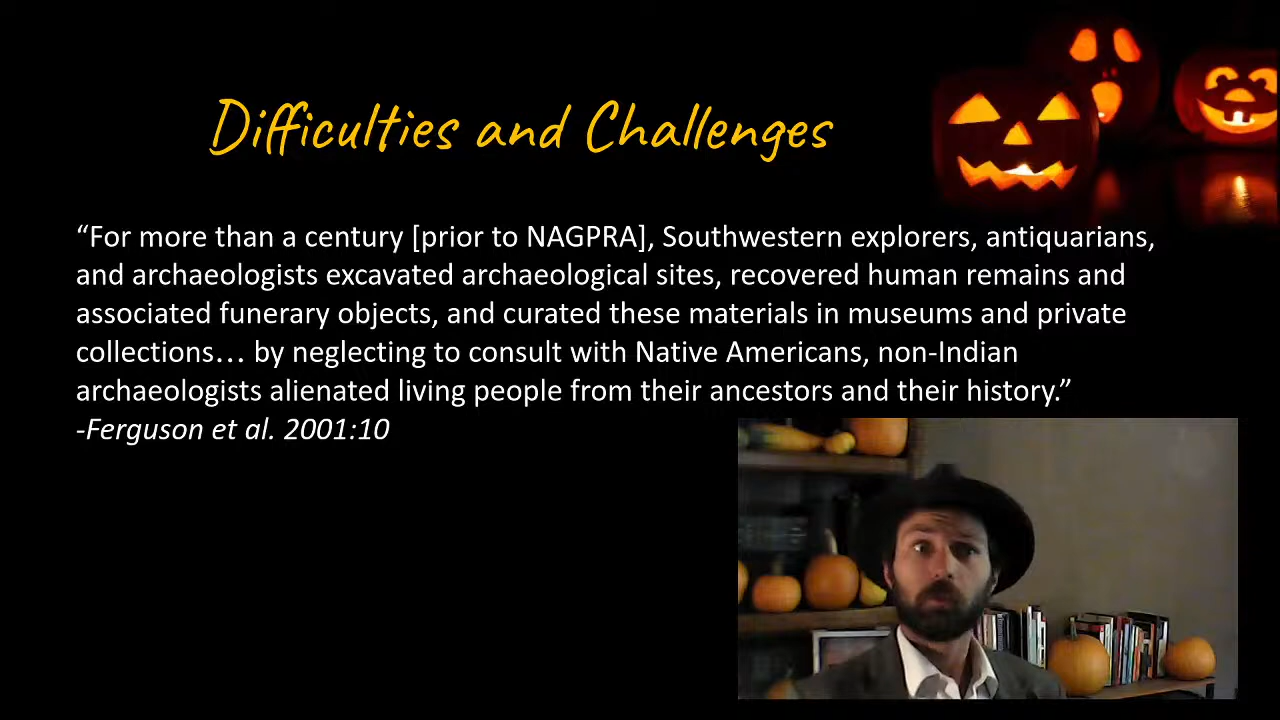 Difficulties and Challenges
“For more than a century [prior to NAGPRA], Southwestern explorers, antiquarians,
and archaeologists excavated archaeological sites, recovered human remains and
associated funerary objects, and curated these materials in museums and private
collections… by neglecting to consult with Native Americans, non-Indian
archaeologists alienated living people from their ancestors and their history.”
-Ferguson et al. 2001:10